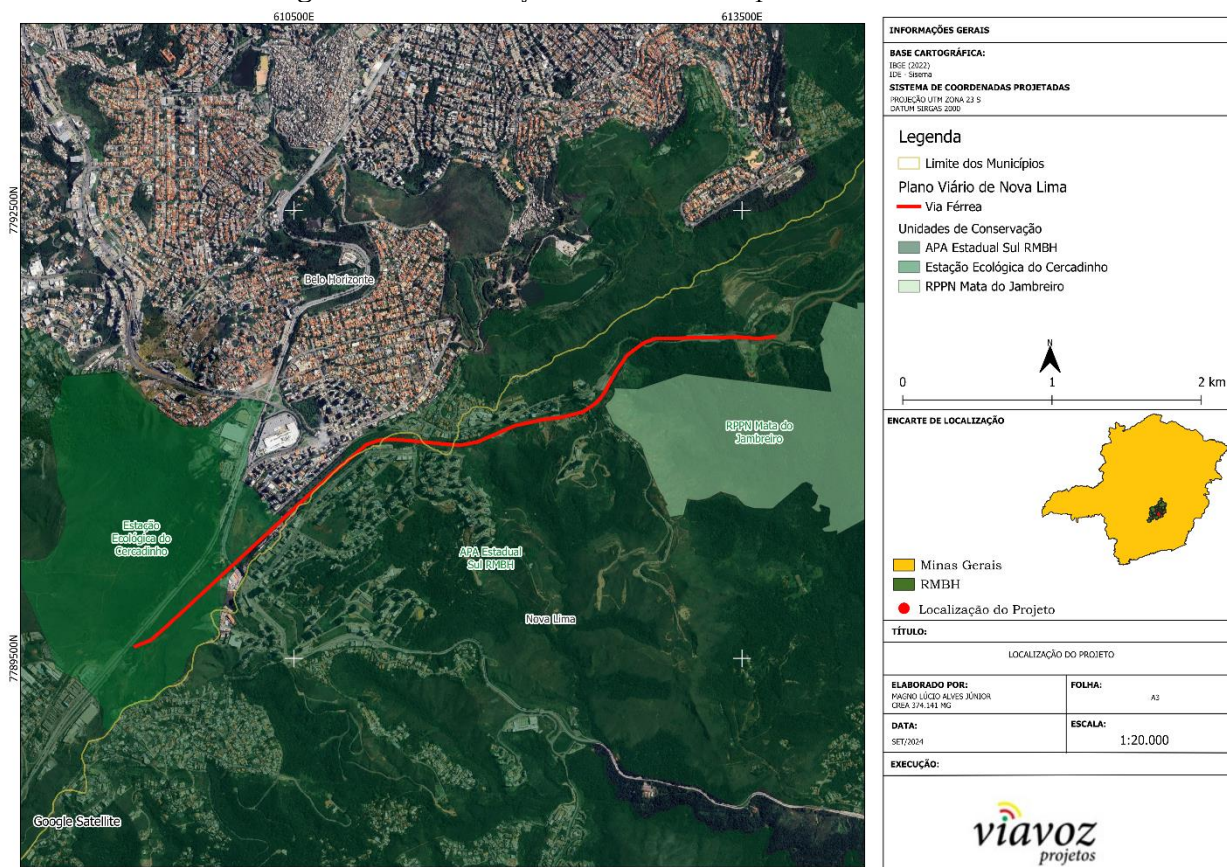 610500E
613500E
7792500N
7789500N
Belo Horizonte
RPPN Mata do
Jambreiro
Estação
Ecológica do
Cercadinho
APA Estadual
Sul RMBH
Nova Lima
Google Satellite
INFORMAÇÕES GERAIS
BASE CARTOGRÁFICA:
IBGE (2022)
IDE - Sisema
SISTEMA DE COORDENADAS PROJETADAS
PROJEÇÃO UTM ZONA 23 S
DATUM SIRGAS 2000
Legenda
Limite dos Municípios
Plano Viário de Nova Lima
Via Férrea
Unidades de Conservação
APA Estadual Sul RMBH
Estação Ecológica do Cercadinho
RPPN Mata do Jambreiro
N
0 1 2 km
ENCARTE DE LOCALIZAÇÃO
Minas Gerais
RMBH
Localização do Projeto
TÍTULO:
LOCALIZAÇÃO DO PROJETO
ELABORADO POR:
MAGNO LÚCIO ALVES JÚNIOR
CREA 374.141 MG
FOLHA:
A3
DATA:
SET/2024
ESCALA:
1:20.000
EXECUÇÃO:
viavoz
projetos